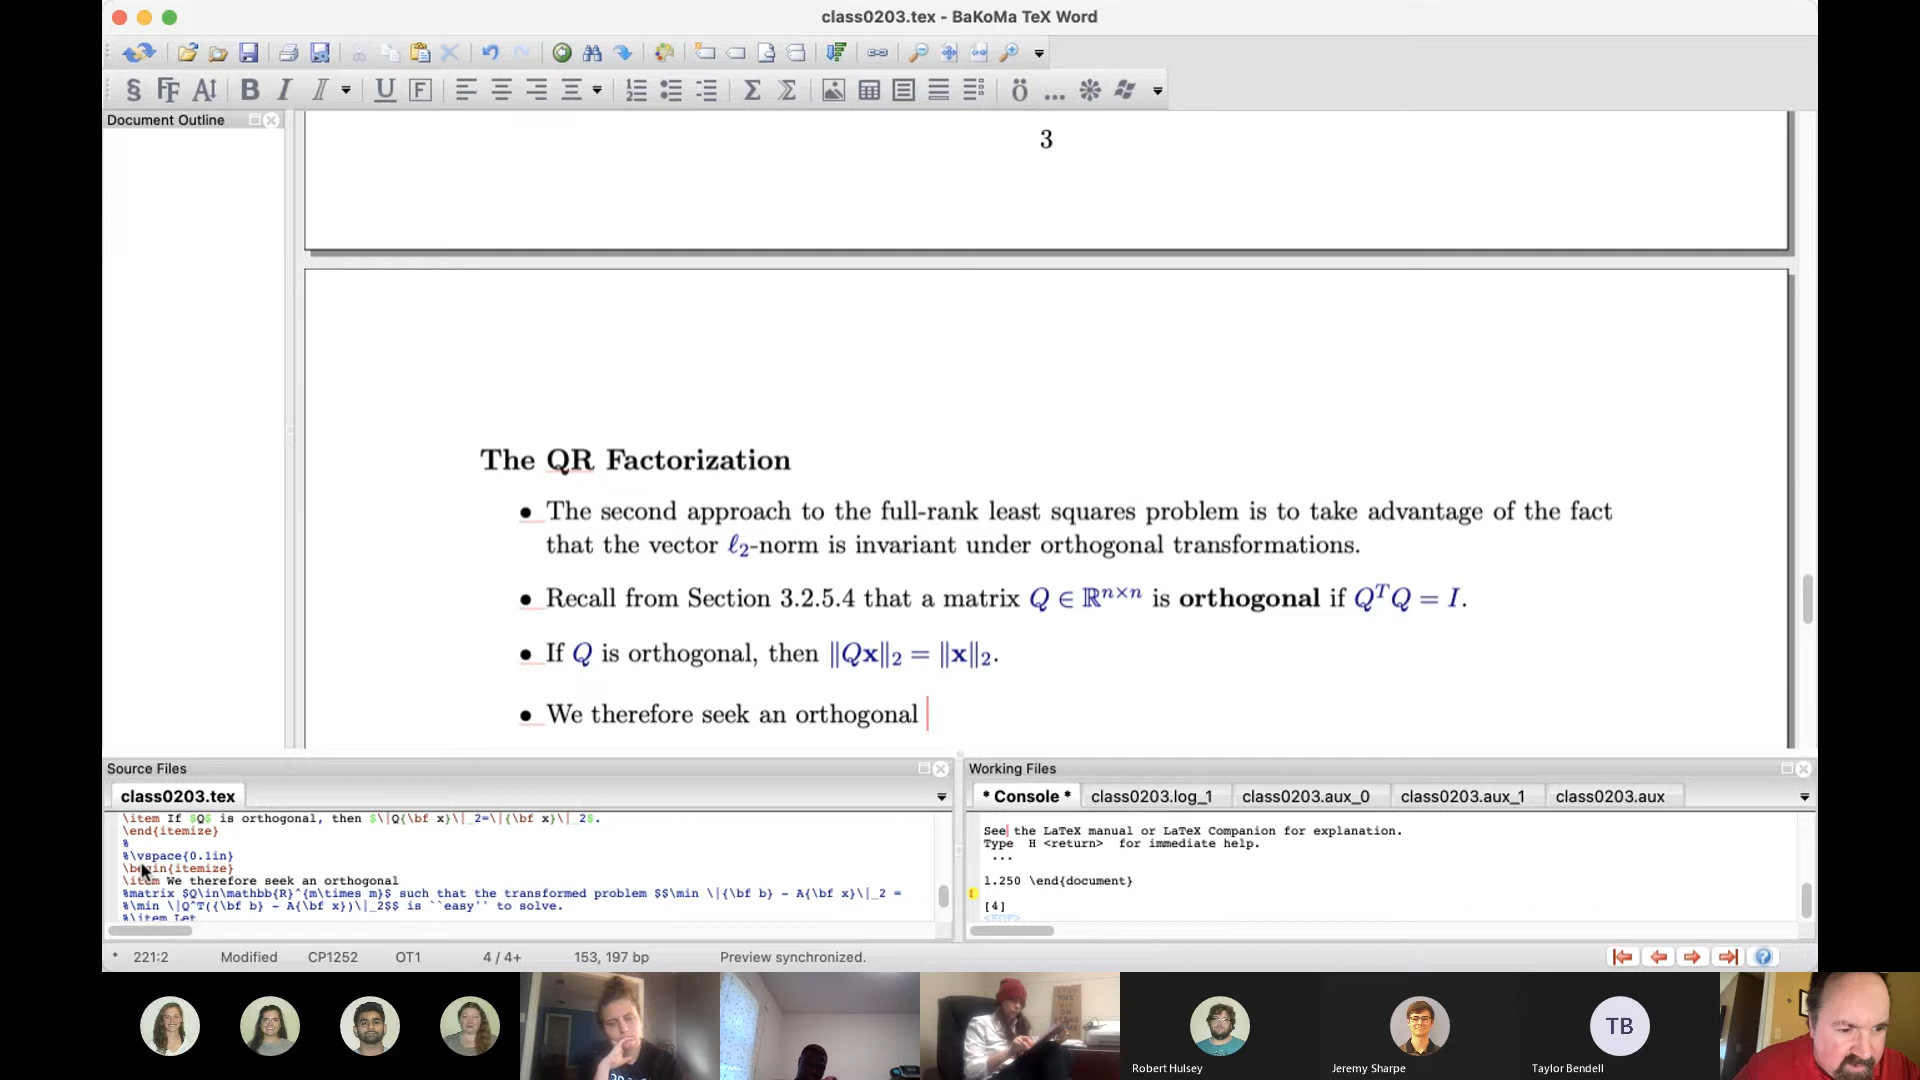 class0203.tex - BaKoMa TeX Word
Document Outline
3
The QR Factorization
• The second approach to the full-rank least squares problem is to take advantage of the fact
that the vector ℓ₂-norm is invariant under orthogonal transformations.
• Recall from Section 3.2.5.4 that a matrix Q ∈ ℝⁿˣⁿ is orthogonal if QᵀQ = I.
• If Q is orthogonal, then ‖Qx‖₂ = ‖x‖₂.
• We therefore seek an orthogonal
Source Files
class0203.tex
\item If $Q$ is orthogonal, then $\|Q{\bf x}\|_2=\|{\bf x}\|_2$.
\end{itemize}
%
%\vspace{0.1in}
\begin{itemize}
\item We therefore seek an orthogonal
%matrix $Q\in\mathbb{R}^{m\times m}$ such that the transformed problem $$\min \|{\bf b} - A{\bf x}\|_2 =
%\min \|Q^T({\bf b} - A{\bf x})\|_2$$ is ``easy'' to solve.
%\item Let
Working Files
* Console * class0203.log_1 class0203.aux_0 class0203.aux_1 class0203.aux
See the LaTeX manual or LaTeX Companion for explanation.
Type H <return> for immediate help.
...
l.250 \end{document}
[4]
<EOF>
* 221:2 Modified CP1252 OT1 4 / 4+ 153, 197 bp Preview synchronized.
TB
Robert Hulsey Jeremy Sharpe Taylor Bendell